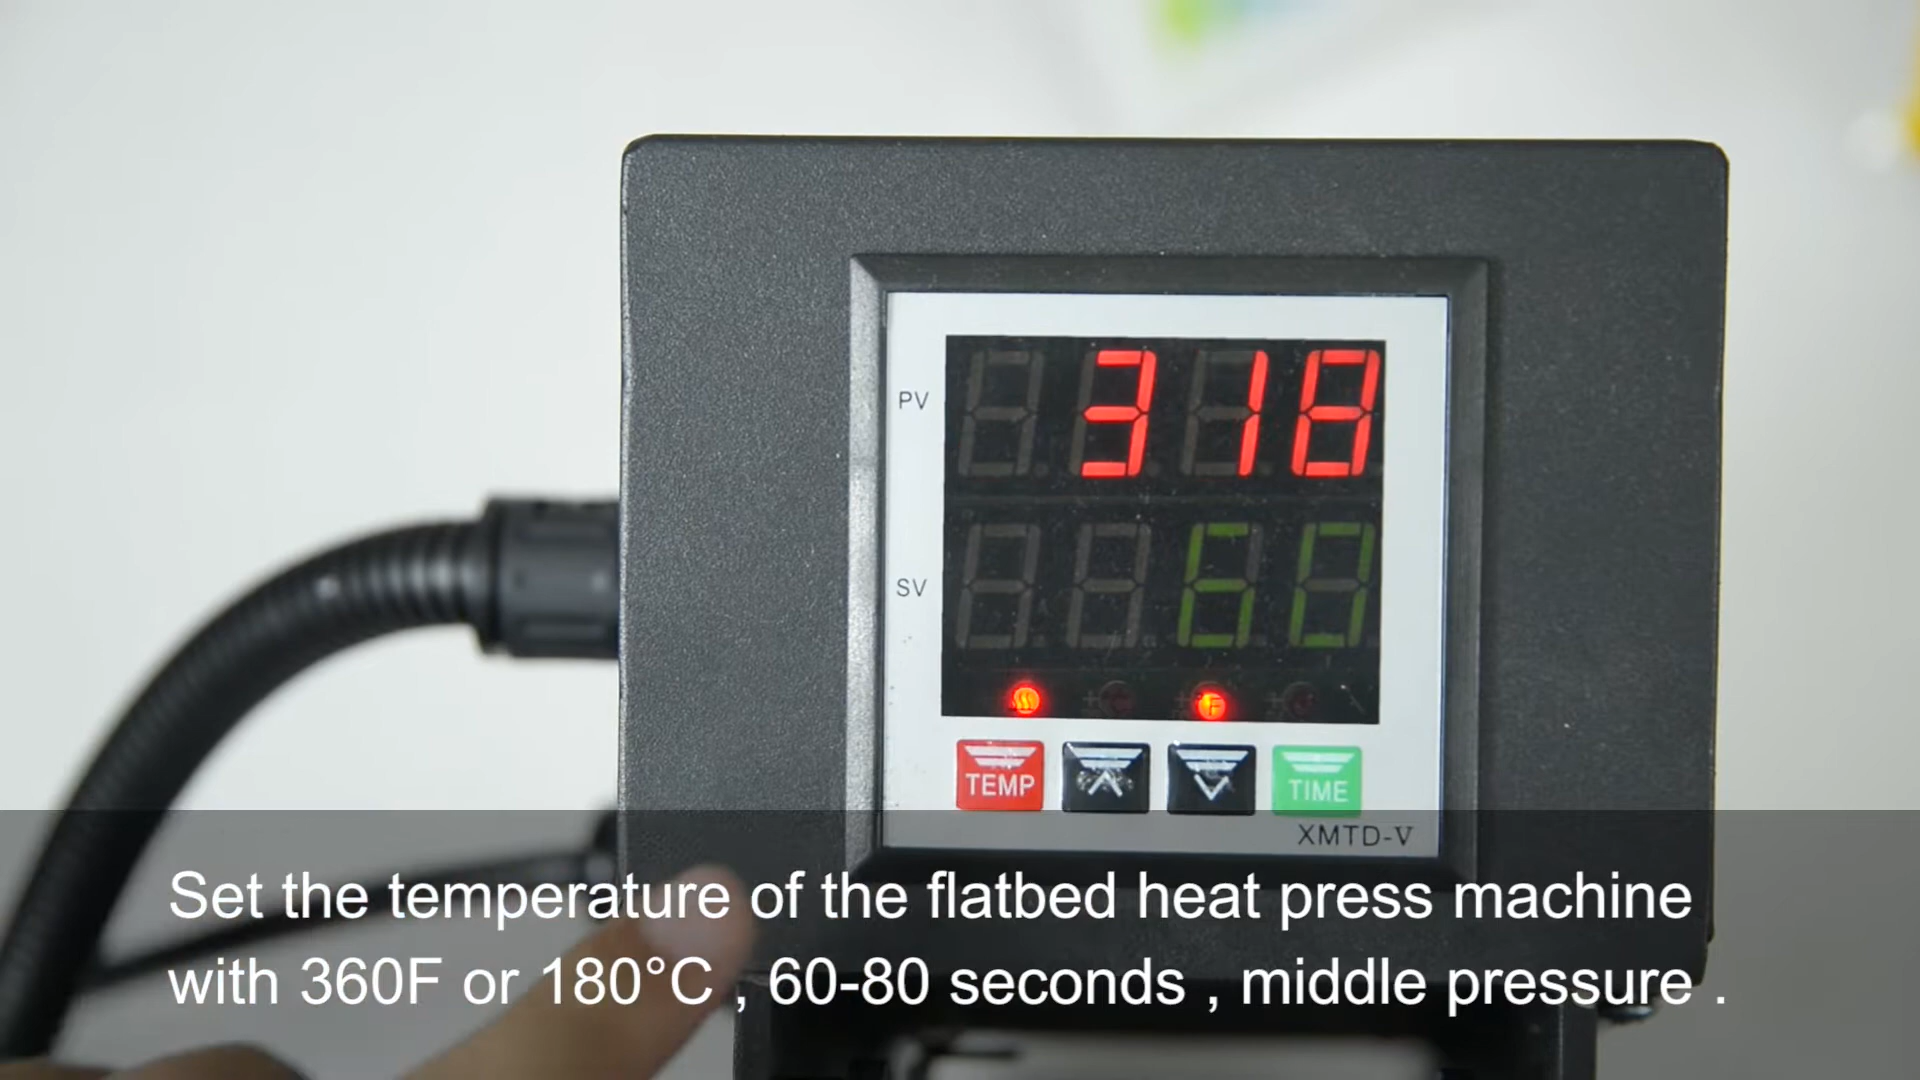 PV 318
SV 60
F
TEMP TIME
XMTD-V
Set the temperature of the flatbed heat press machine
with 360F or 180°C , 60-80 seconds , middle pressure .